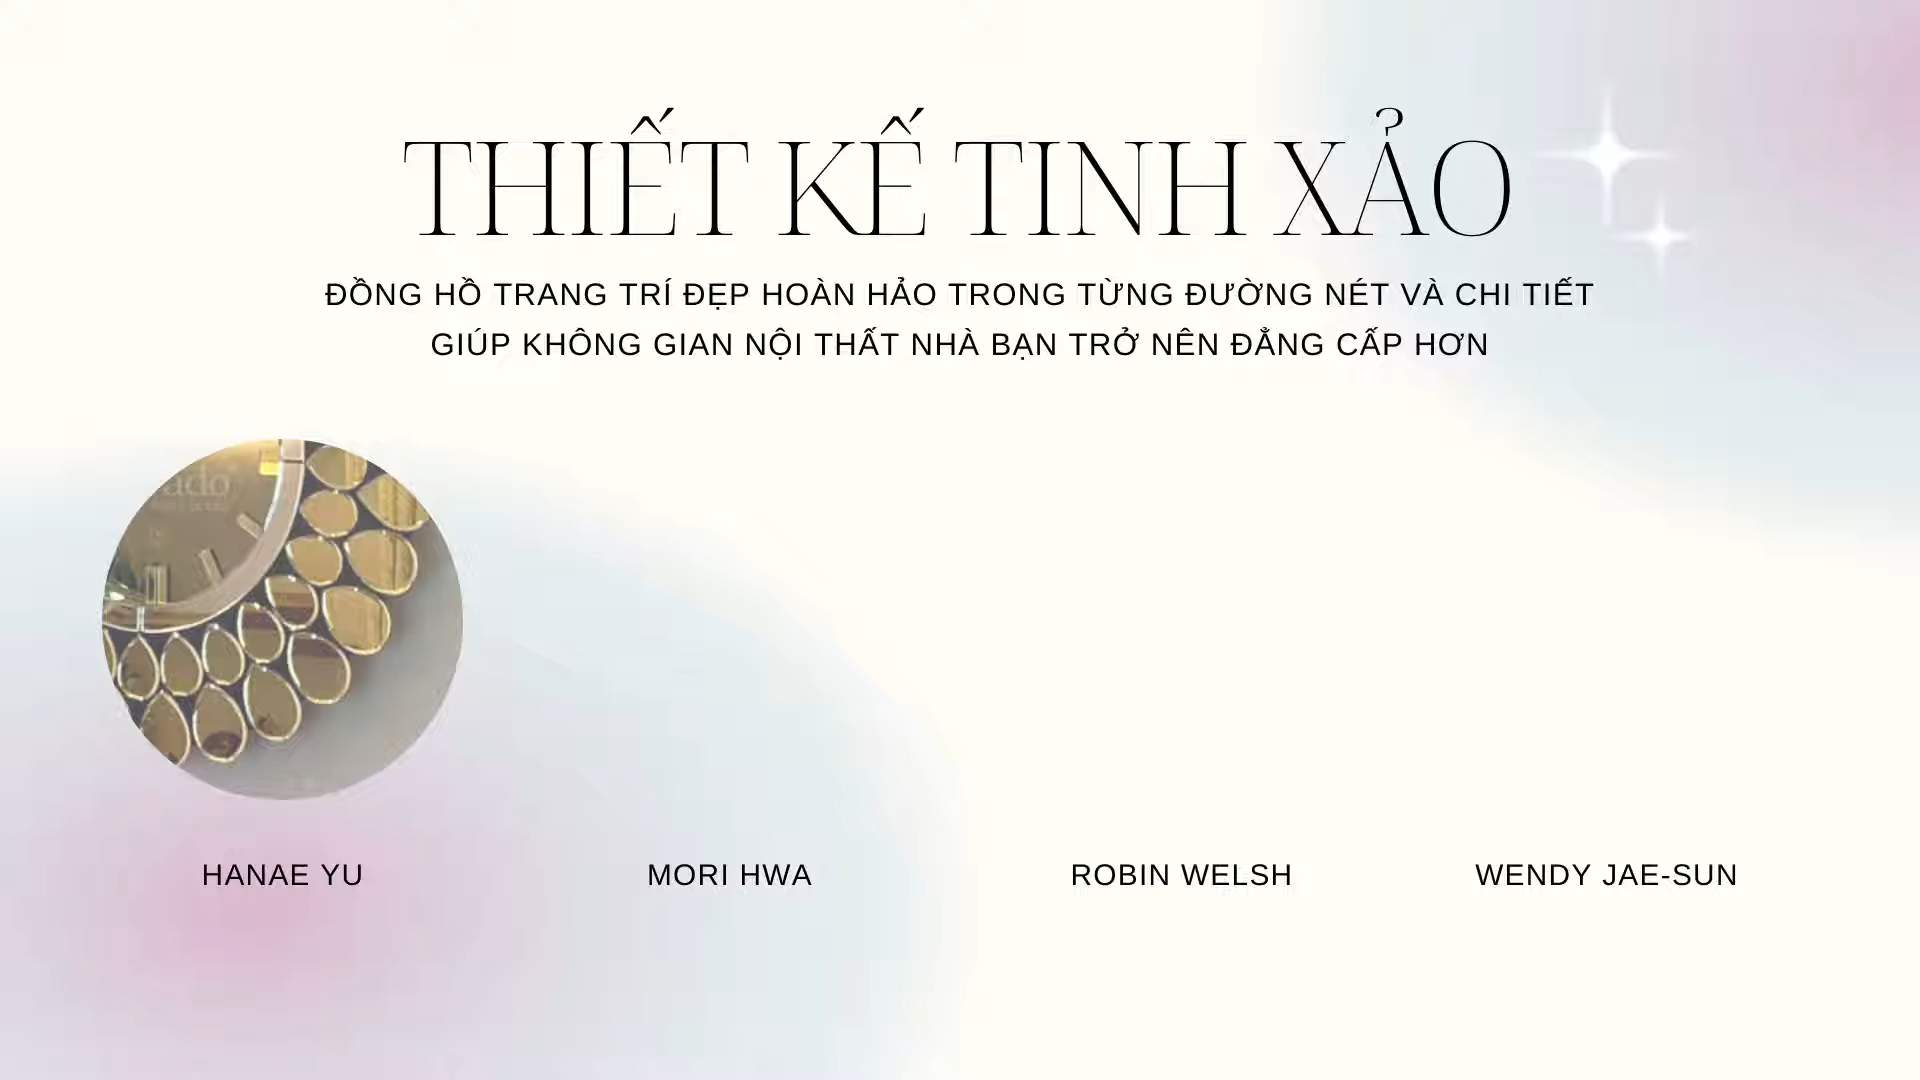 THIẾT KẾ TINH XẢO
ĐỒNG HỒ TRANG TRÍ ĐẸP HOÀN HẢO TRONG TỪNG ĐƯỜNG NÉT VÀ CHI TIẾT
GIÚP KHÔNG GIAN NỘI THẤT NHÀ BẠN TRỞ NÊN ĐẲNG CẤP HƠN
HANAE YU
MORI HWA
ROBIN WELSH
WENDY JAE-SUN